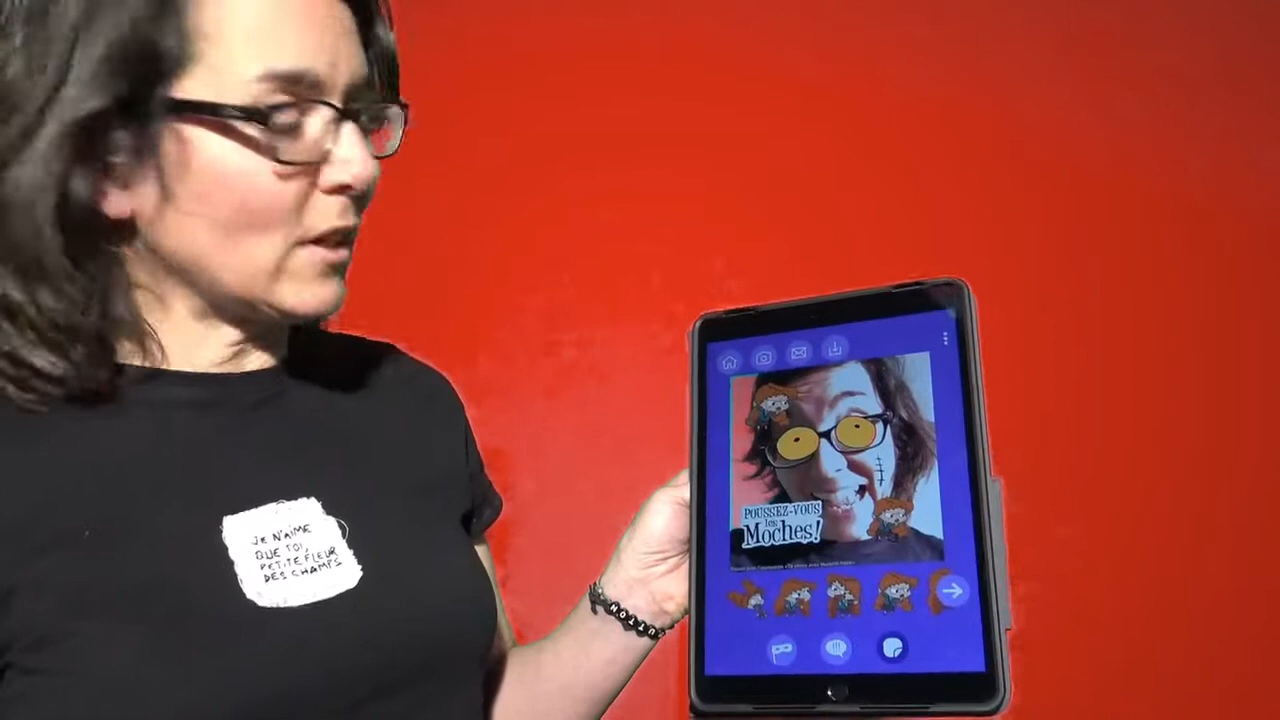 JE N'AIME
QUE TOI,
PETITE FLEUR
DES CHAMPS
POUSSEZ-VOUS
les
Moches!